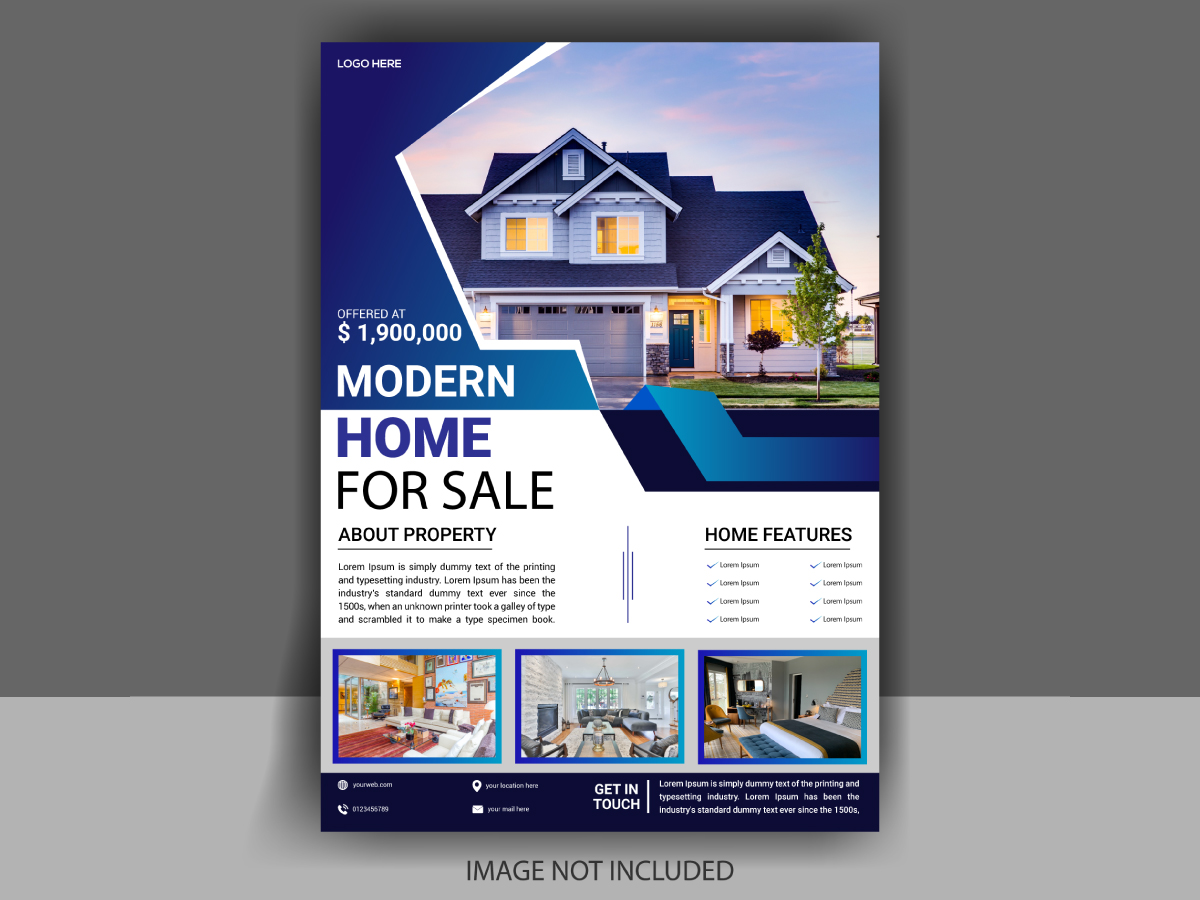 LOGO HERE
OFFERED AT
$ 1,900,000
MODERN
HOME
FOR SALE
ABOUT PROPERTY
Lorem Ipsum is simply dummy text of the printing
and typesetting industry. Lorem Ipsum has been the
industry's standard dummy text ever since the
1500s, when an unknown printer took a galley of type
and scrambled it to make a type specimen book.
HOME FEATURES
Lorem Ipsum
Lorem Ipsum
Lorem Ipsum
Lorem Ipsum
Lorem Ipsum
Lorem Ipsum
Lorem Ipsum
Lorem Ipsum
yourweb.com
0123456789
your location here
your mail here
GET IN
TOUCH
Lorem Ipsum is simply dummy text of the printing and
typesetting industry. Lorem Ipsum has been the
industry's standard dummy text ever since the 1500s,
IMAGE NOT INCLUDED